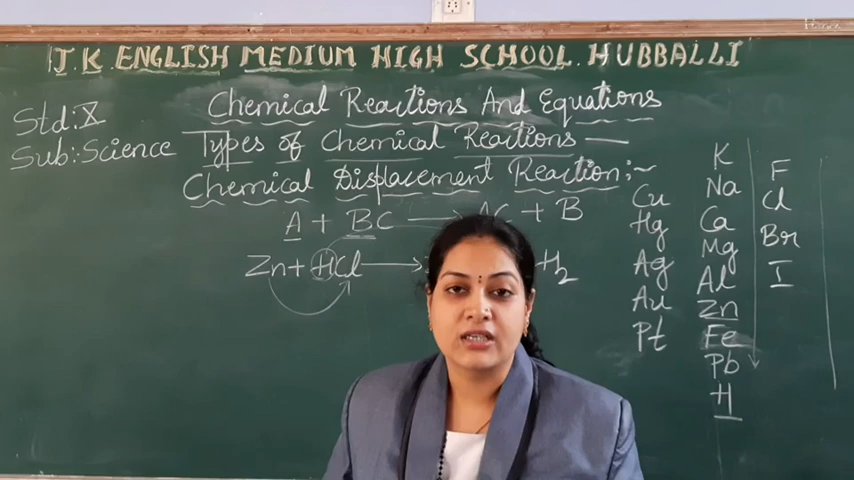 J.K. ENGLISH MEDIUM HIGH SCHOOL. HUBBALLI
Std:X
Sub:-Science
Chemical Reactions And Equations
Types of Chemical Reactions
Chemical Displacement Reaction:~
A + BC → AC + B
Zn + HCl → H2
Cu
Hg
Ag
Au
Pt
K
Na
Ca
Mg
Al
Zn
Fe
Pb
H
F
Cl
Br
I